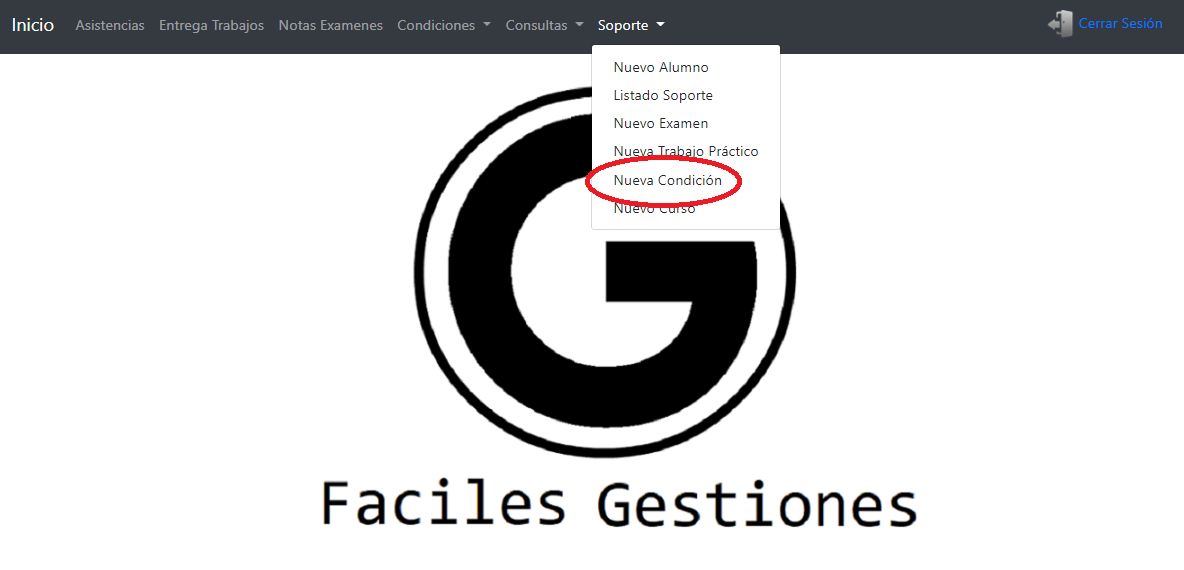 Inicio Asistencias Entrega Trabajos Notas Examenes Condiciones Consultas Soporte Cerrar Sesión
Nuevo Alumno
Listado Soporte
Nuevo Examen
Nueva Trabajo Práctico
Nueva Condición
Nuevo Curso
G
Faciles Gestiones